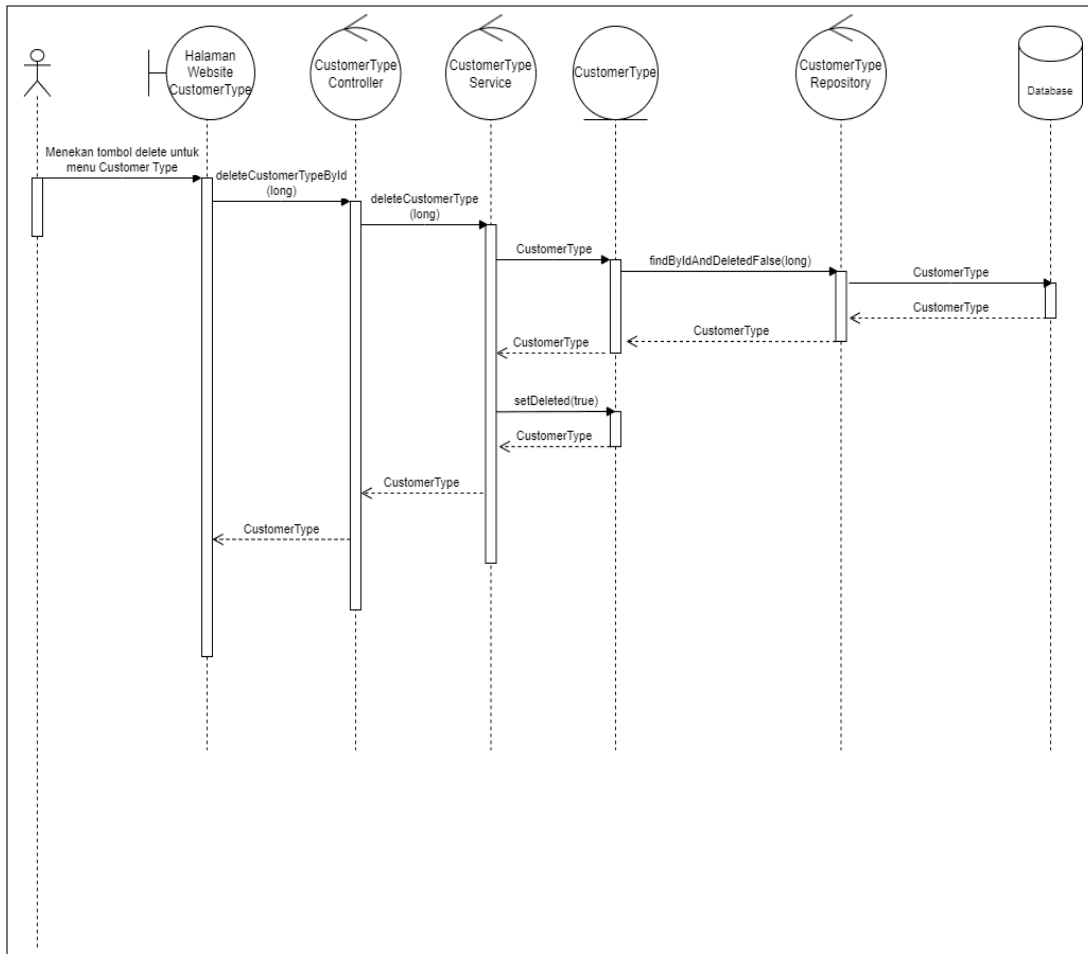 Halaman
Website
CustomerType
CustomerType
Controller
CustomerType
Service
CustomerType
CustomerType
Repository
Database
Menekan tombol delete untuk
menu Customer Type
deleteCustomerTypeById
(long)
deleteCustomerType
(long)
CustomerType
findByIdAndDeletedFalse(long)
CustomerType
CustomerType
CustomerType
CustomerType
setDeleted(true)
CustomerType
CustomerType
CustomerType